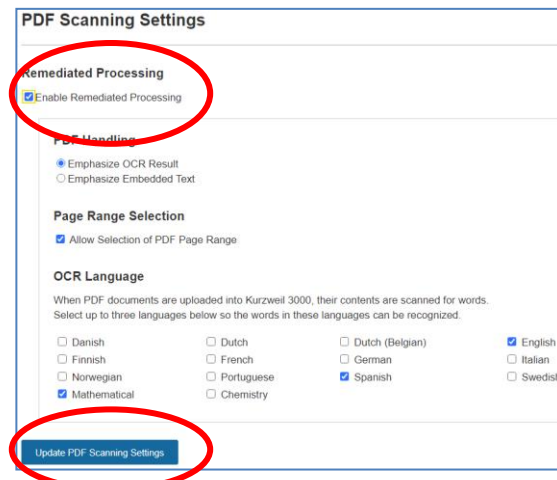 PDF Scanning Settings
Remediated Processing
Enable Remediated Processing
PDF Handling
Emphasize OCR Result
Emphasize Embedded Text
Page Range Selection
Allow Selection of PDF Page Range
OCR Language
When PDF documents are uploaded into Kurzweil 3000, their contents are scanned for words.
Select up to three languages below so the words in these languages can be recognized.
Danish Dutch Dutch (Belgian) English
Finnish French German Italian
Norwegian Portuguese Spanish Swedish
Mathematical Chemistry
Update PDF Scanning Settings